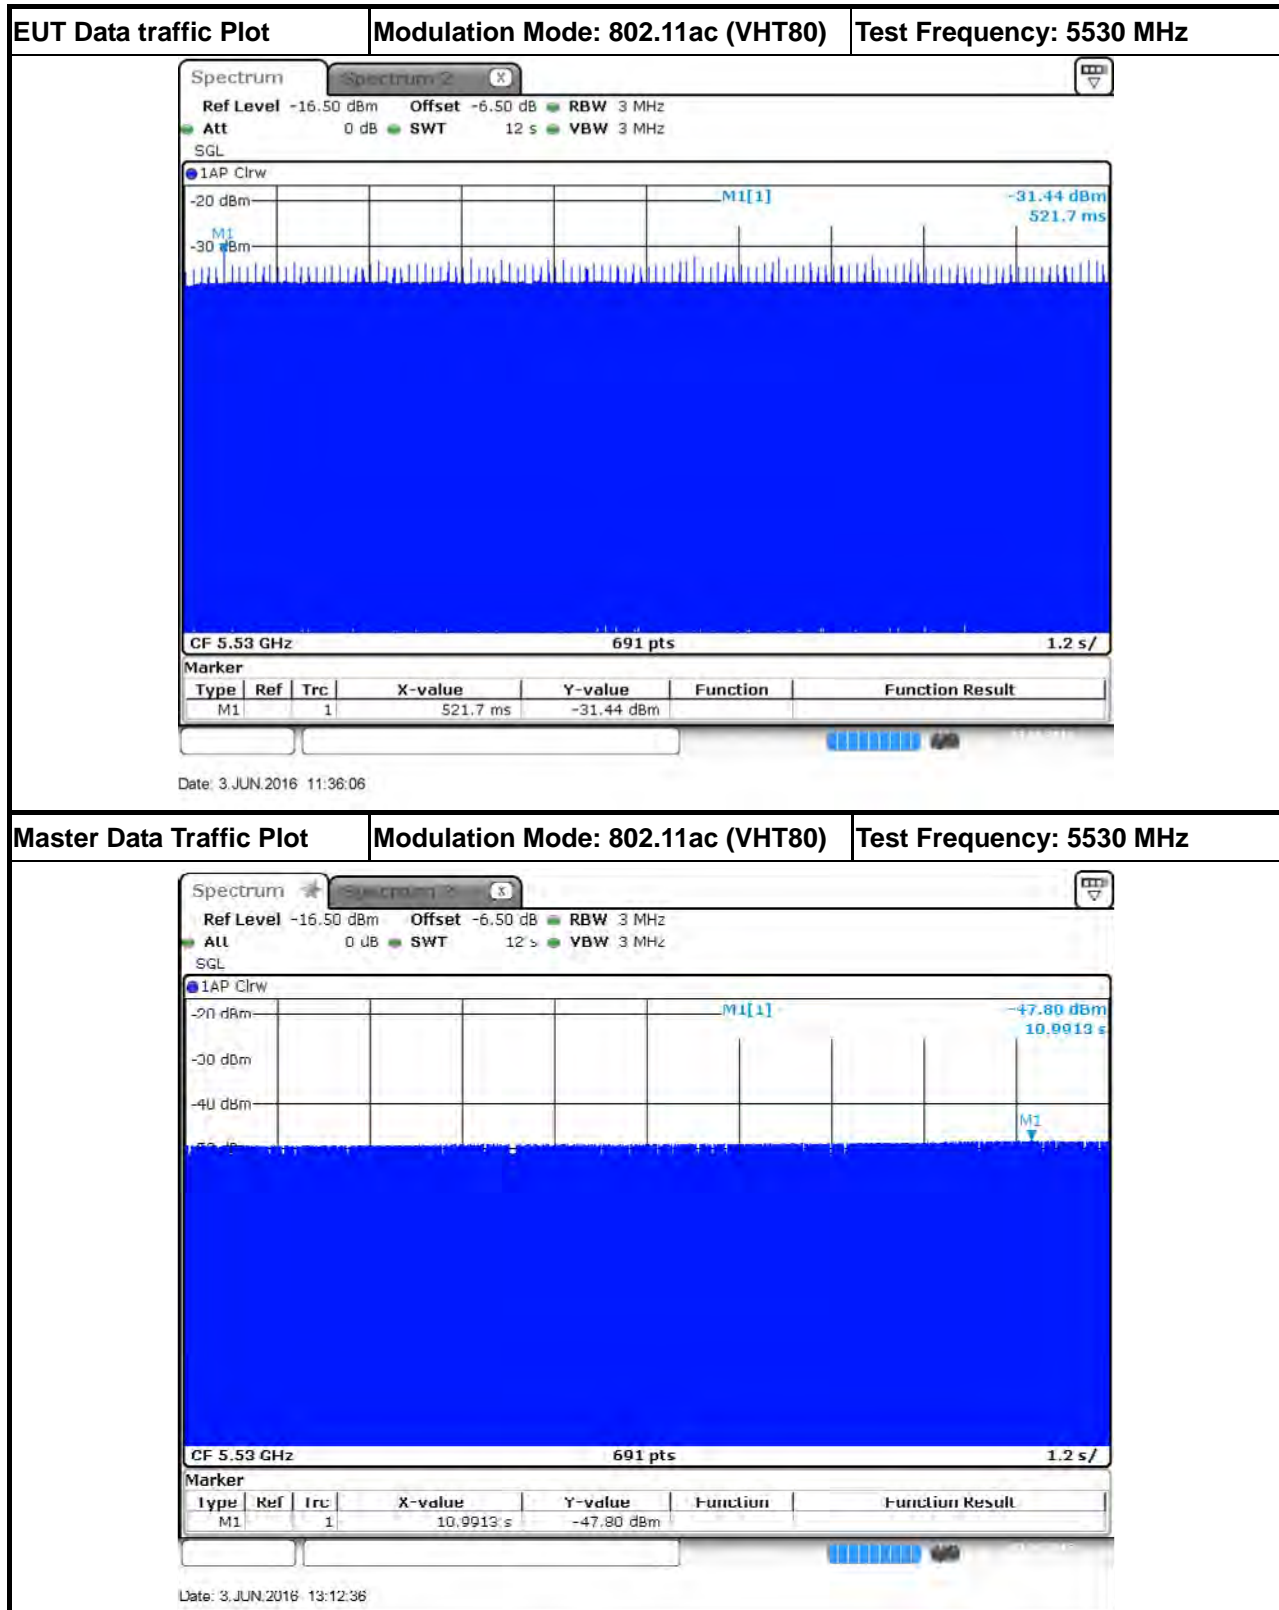 EUT Data traffic Plot	Modulation Mode: 802.11ac (VHT80)	Test Frequency: 5530 MHz
Spectrum Spectrum 2 X
Ref Level -16.50 dBm Offset -6.50 dB RBW 3 MHz
Att 0 dB SWT 12 s VBW 3 MHz
SGL
1AP Clrw
-20 dBm M1[1] -31.44 dBm
521.7 ms
M1
-30 dBm
CF 5.53 GHz 691 pts 1.2 s/
Marker
Type Ref Trc X-value Y-value Function Function Result
M1 1 521.7 ms -31.44 dBm
Date: 3.JUN.2016 11:36:06
Master Data Traffic Plot	Modulation Mode: 802.11ac (VHT80)	Test Frequency: 5530 MHz
Spectrum X
Ref Level -16.50 dBm Offset -6.50 dB RBW 3 MHz
Att 0 dB SWT 12 s VBW 3 MHz
SGL
1AP Clrw
-20 dBm M1[1] -47.80 dBm
10.9913 s
-30 dBm
-40 dBm
M1
CF 5.53 GHz 691 pts 1.2 s/
Marker
Type Ref Trc X-value Y-value Function Function Result
M1 1 10.9913 s -47.80 dBm
Date: 3.JUN.2016 13:12:36